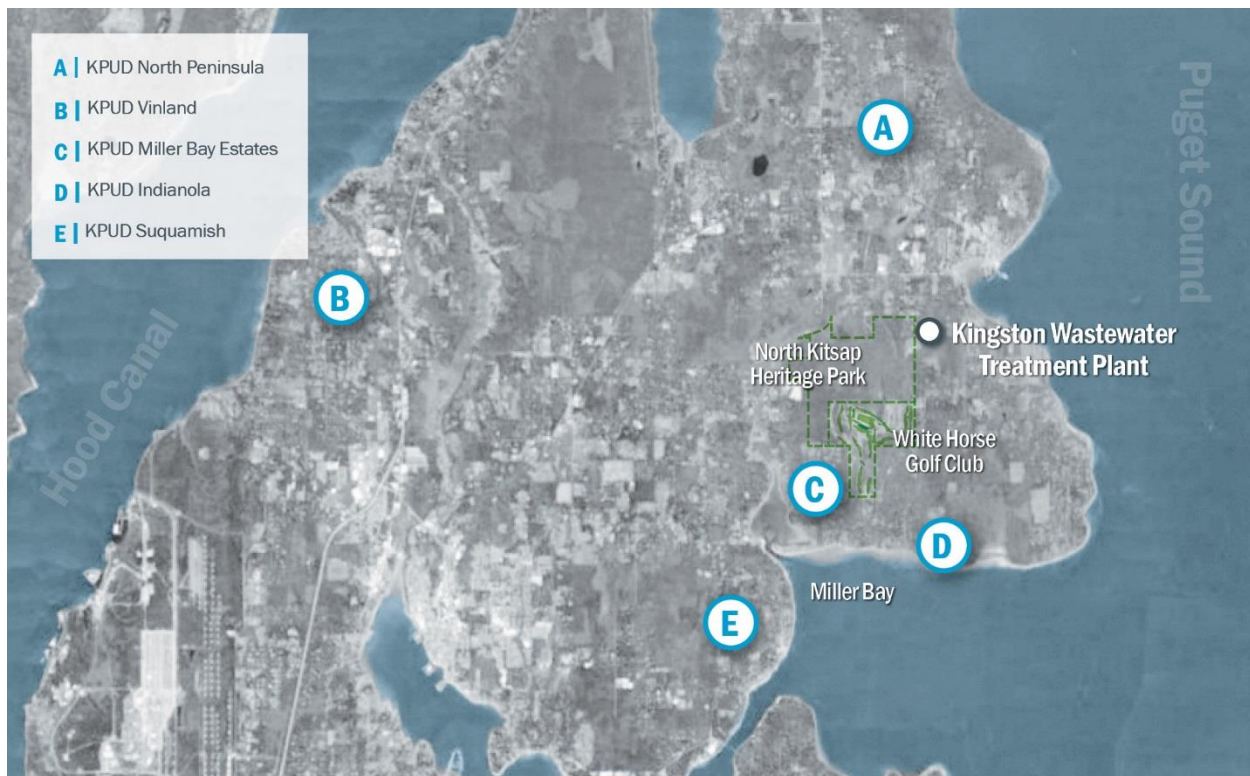 A | KPUD North Peninsula
B | KPUD Vinland
C | KPUD Miller Bay Estates
D | KPUD Indianola
E | KPUD Suquamish
A
Puget Sound
B
Hood Canal
Kingston Wastewater
Treatment Plant
North Kitsap
Heritage Park
White Horse
Golf Club
C
D
Miller Bay
E